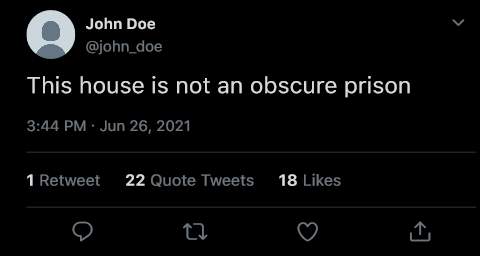 John Doe
@john_doe
This house is not an obscure prison
3:44 PM · Jun 26, 2021
1 Retweet 22 Quote Tweets 18 Likes